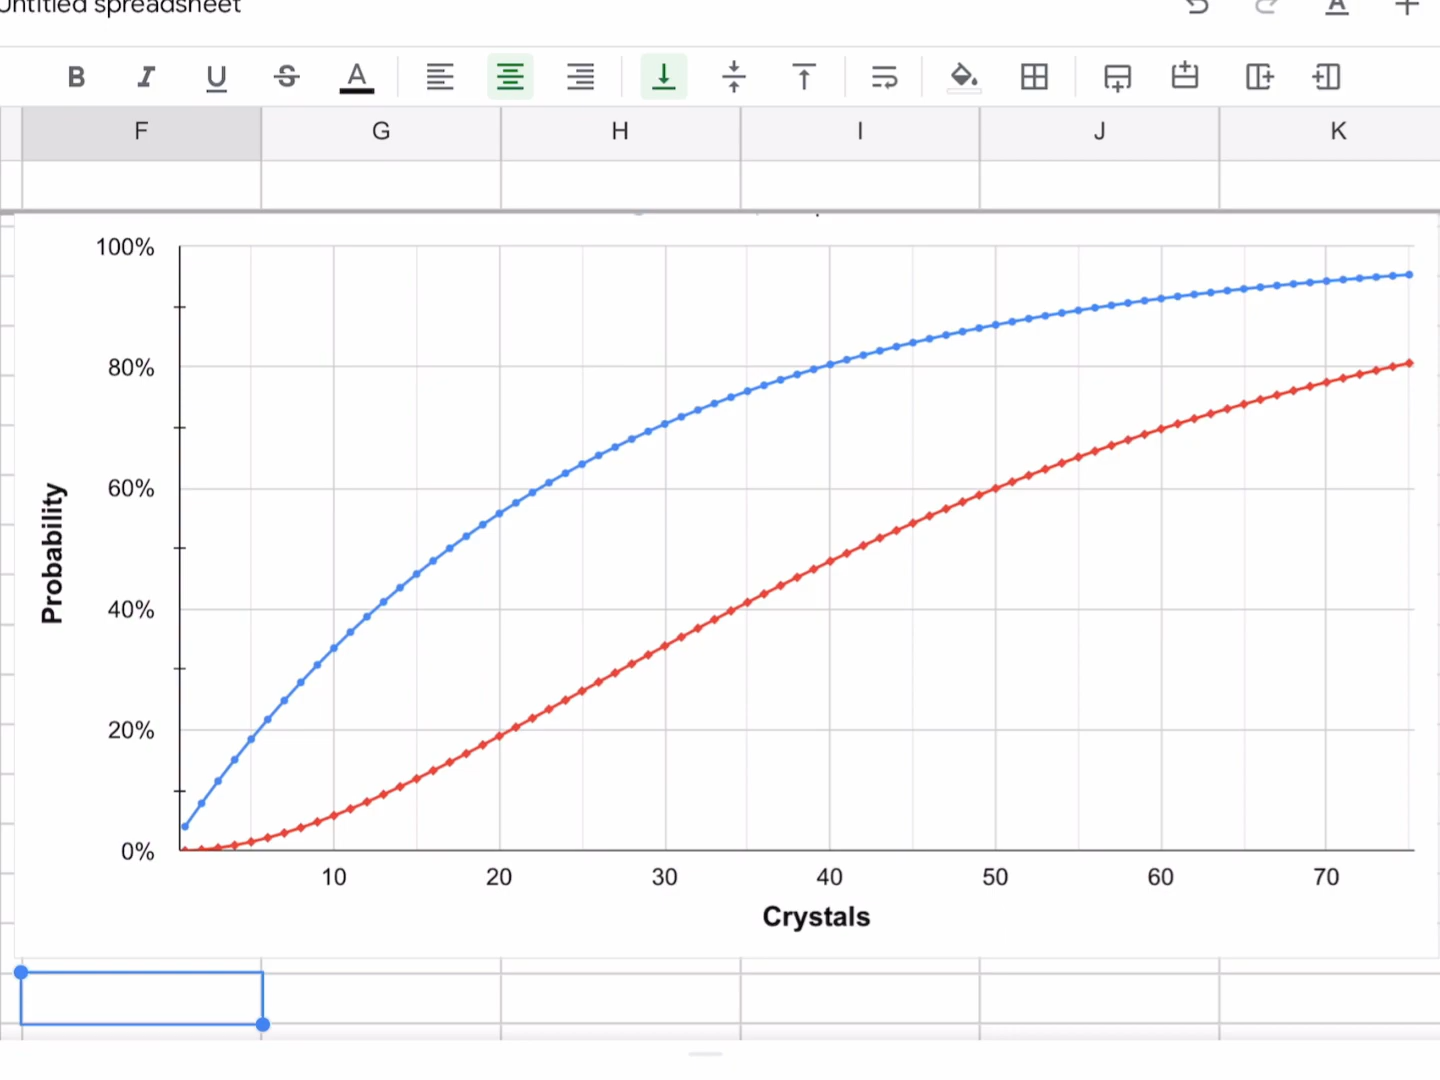 Untitled spreadsheet
B I U S A
F G H I J K
100%
80%
60%
40%
20%
0%
Probability
10 20 30 40 50 60 70
Crystals